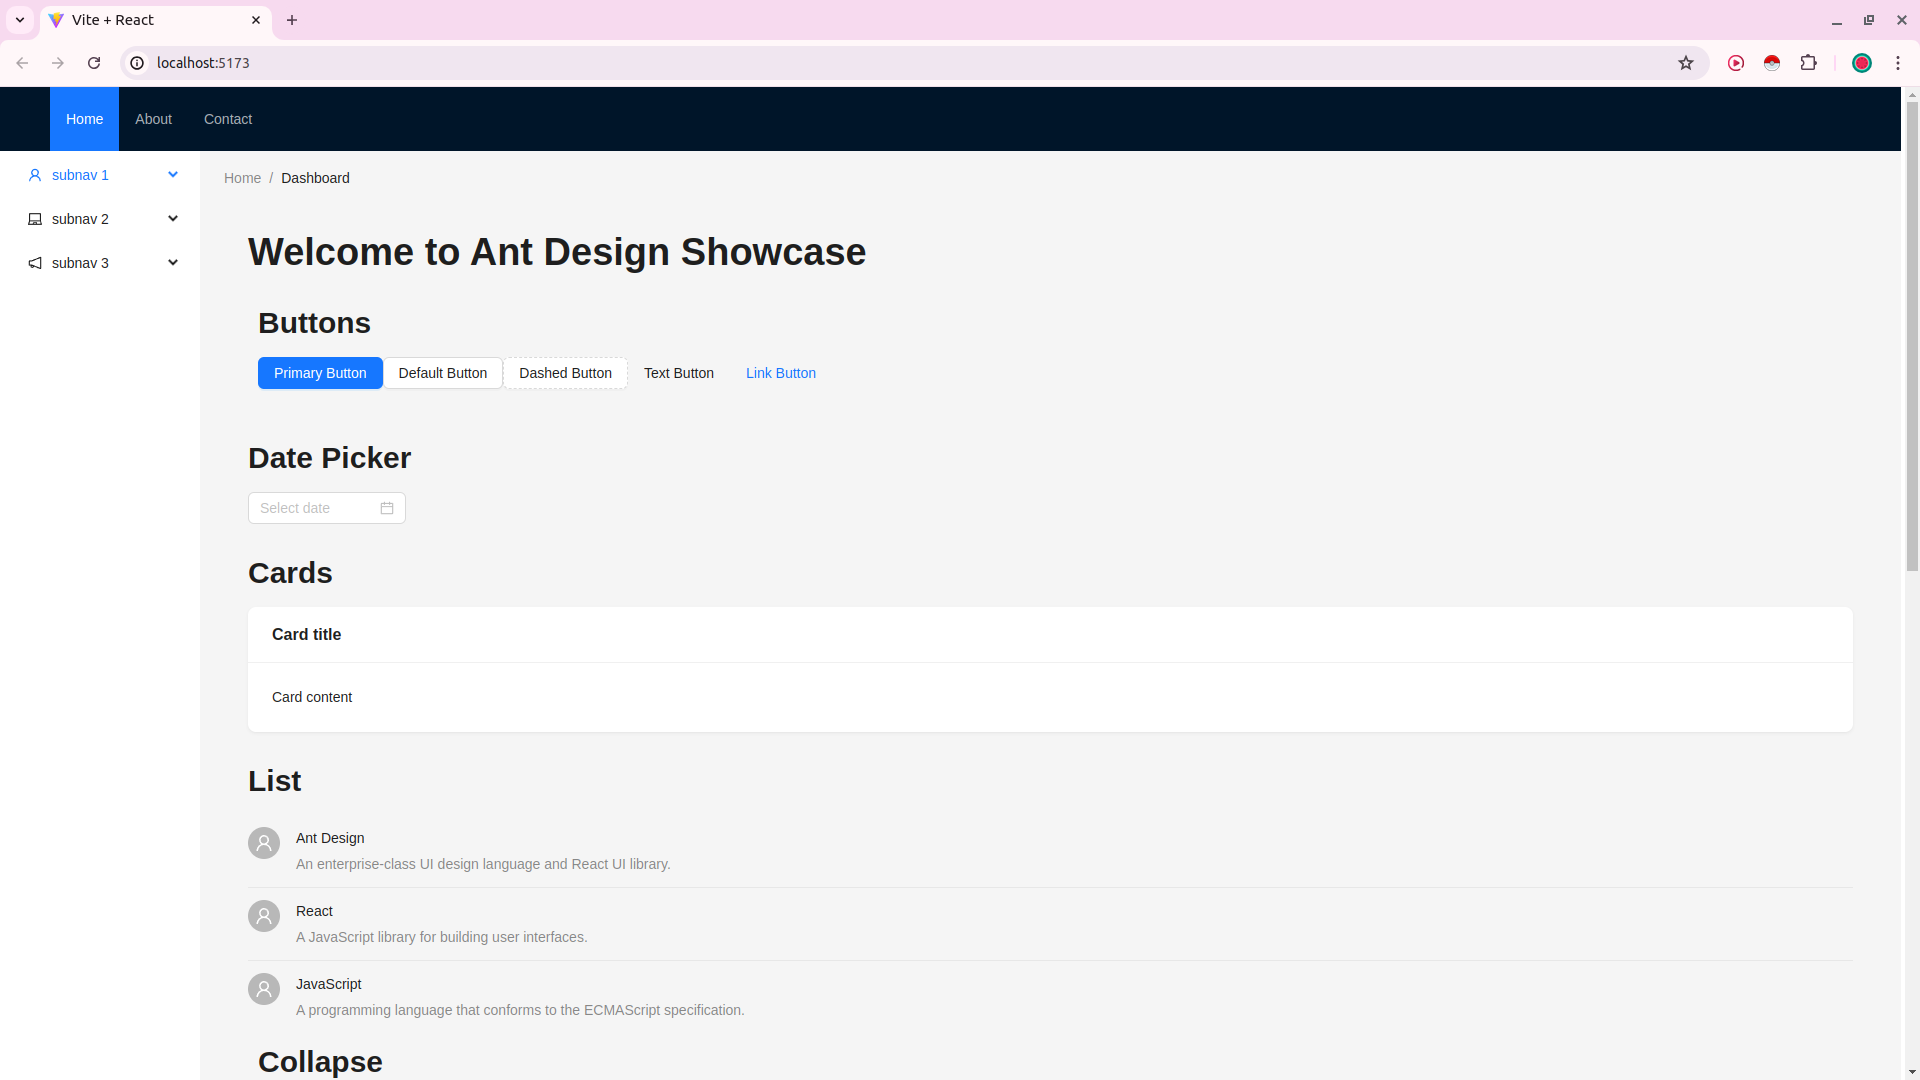 Vite + React
localhost:5173
Home About Contact
subnav 1
subnav 2
subnav 3
Home / Dashboard
Welcome to Ant Design Showcase
Buttons
Primary Button Default Button Dashed Button Text Button Link Button
Date Picker
Select date
Cards
Card title
Card content
List
Ant Design
An enterprise-class UI design language and React UI library.
React
A JavaScript library for building user interfaces.
JavaScript
A programming language that conforms to the ECMAScript specification.
Collapse